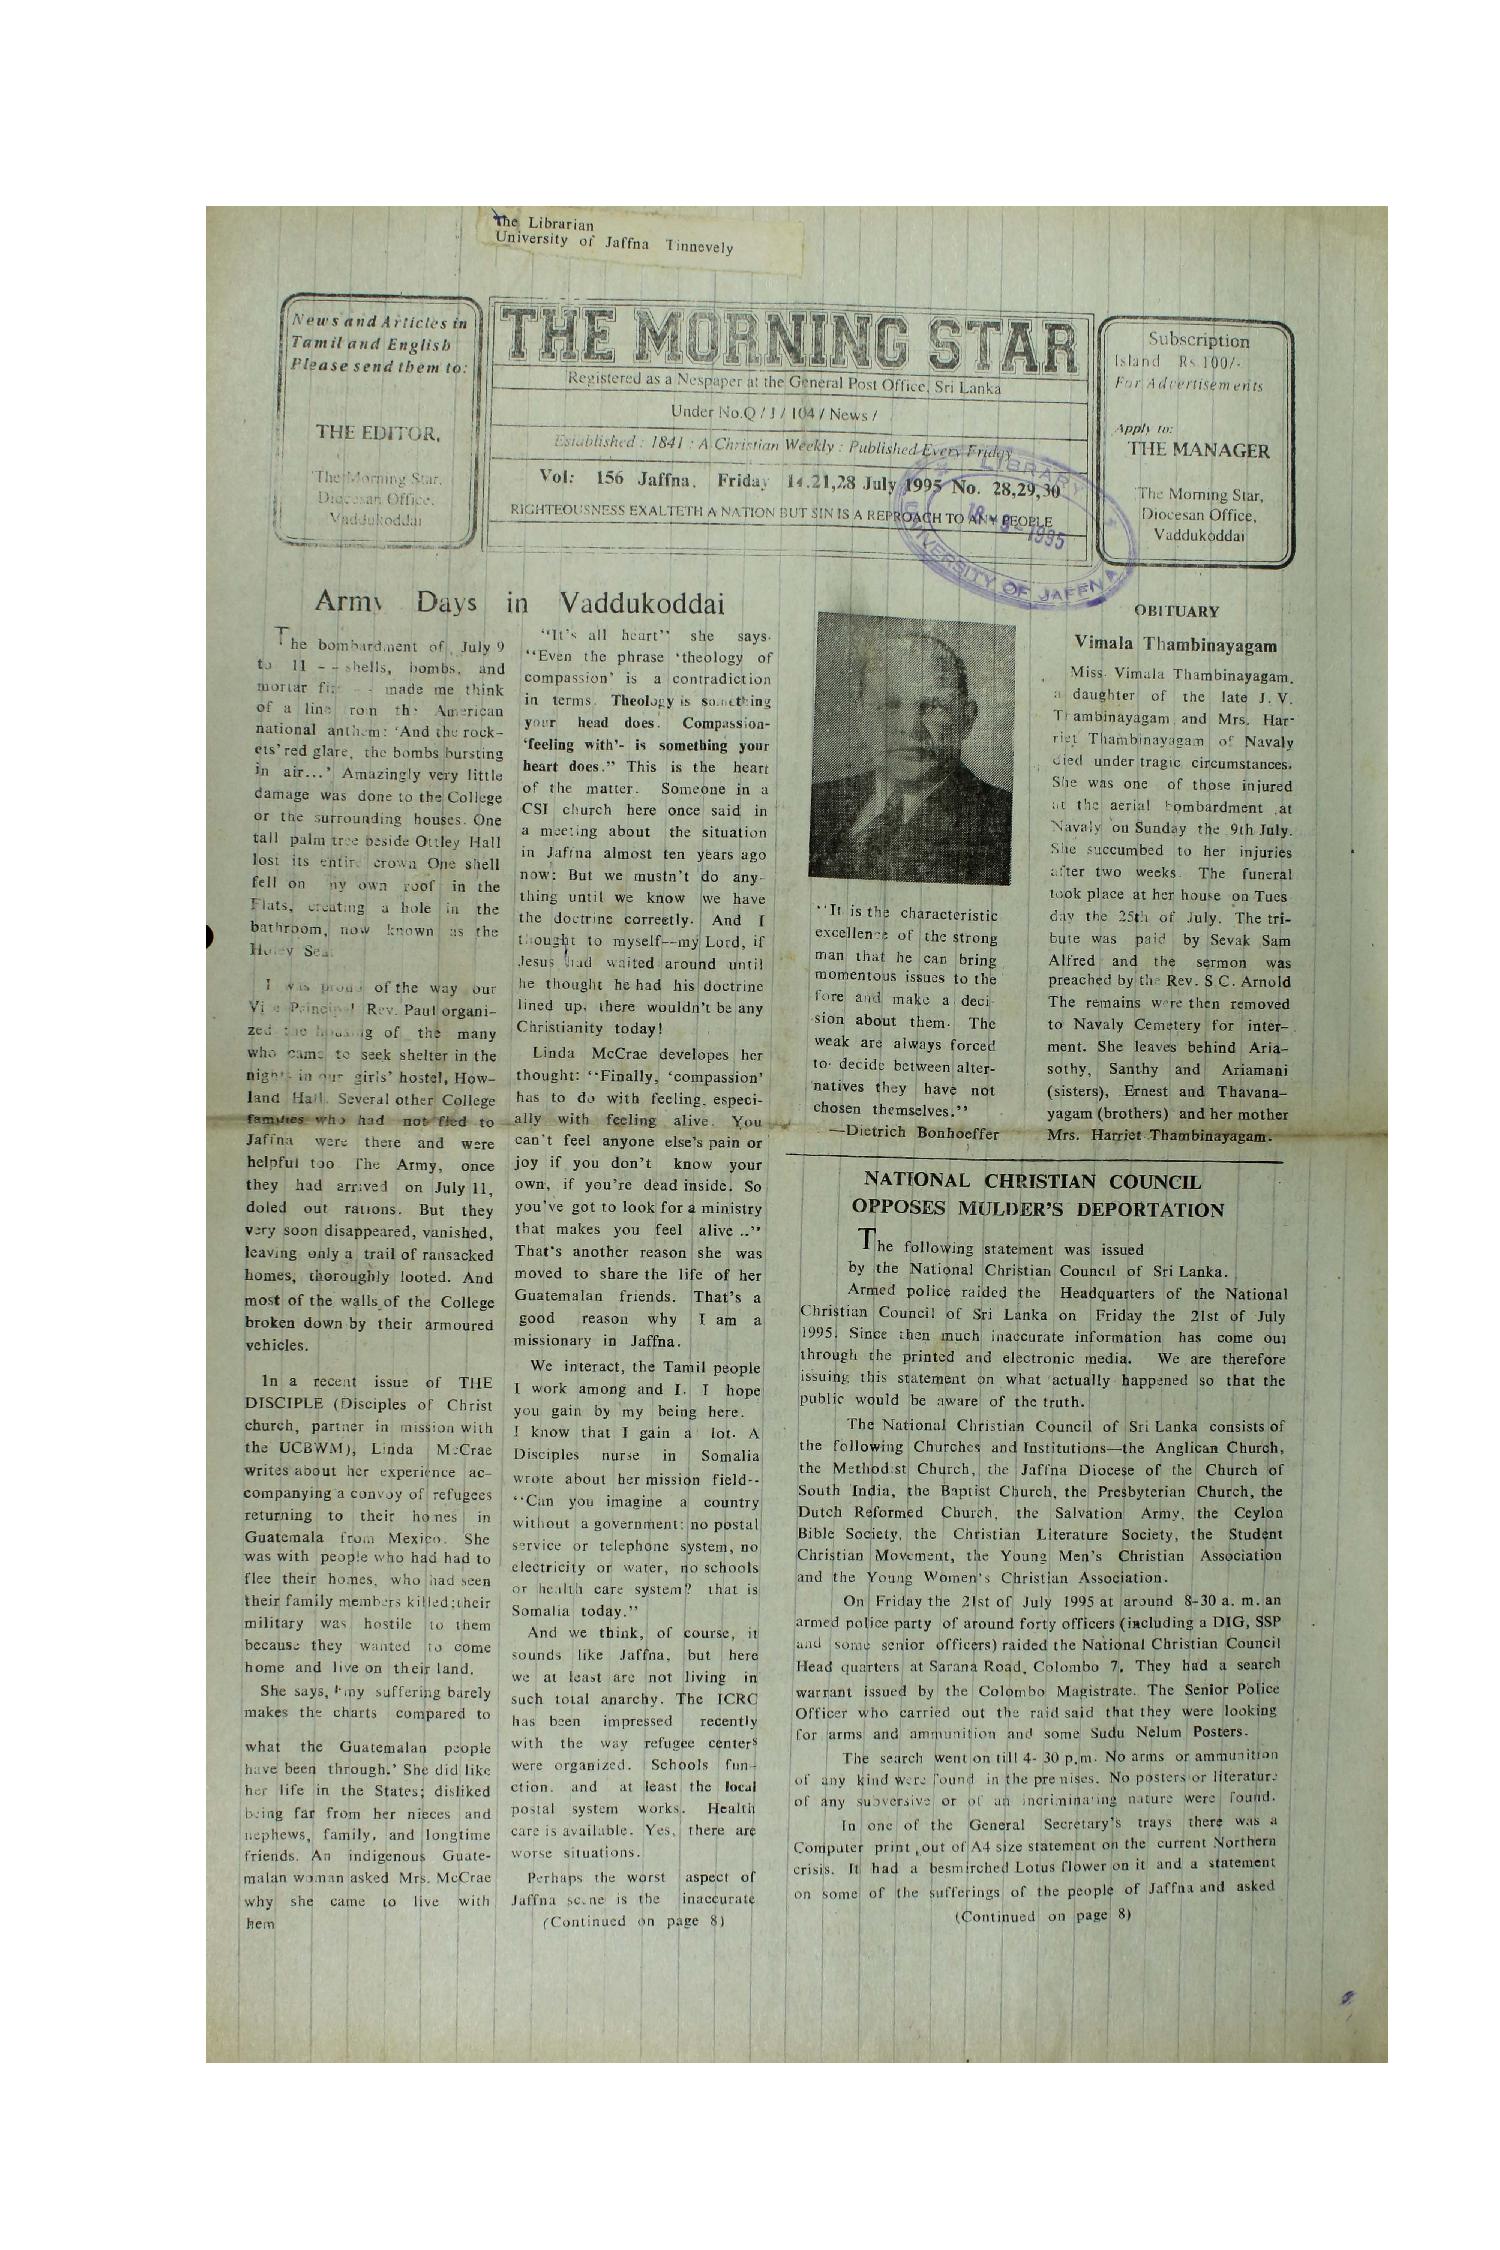 The Librarian
University of Jaffna Tinnevely
News and Articles in
Tamil and English
Please send them to:
THE EDITOR,
The Morning Star,
Diocesan Office,
Vaddukoddai
THE MORNING STAR
Registered as a Nespaper at the General Post Office, Sri Lanka
Under No.Q / J / 104 / News /
Established : 1841 : A Christian Weekly : Published Every Friday
Vol: 156 Jaffna, Friday 14.21,28 July 1995 No. 28,29,30
RIGHTEOUSNESS EXALTETH A NATION BUT SIN IS A REPROACH TO ANY PEOPLE
Subscription
Island Rs 100/-
For Advertisements
Apply to:
THE MANAGER
The Morning Star,
Diocesan Office,
Vaddukoddai
LIBRARY
1995
UNIVERSITY OF JAFFNA
Army Days in Vaddukoddai
The bombardment of July 9
to 11 -- shells, bombs, and
mortar -- made me think
of a line the American
national anthem: 'And the rock-
ets' red glare, the bombs bursting
in air...' Amazingly very little
damage was done to the College
or the surrounding houses. One
tall palm tree beside Ottley Hall
lost its entire crown One shell
fell on my own roof in the
Flats, creating a hole in the
bathroom, now known as the
I was of the way our
Rev. Paul organi-
zed of the many
who came to seek shelter in the
girls' hostel, How-
land Hall. Several other College
families who had not fled to
Jaffna were there and were
helpful too The Army, once
they had arrived on July 11,
doled out rations. But they
very soon disappeared, vanished,
leaving only a trail of ransacked
homes, thoroughly looted. And
most of the walls of the College
broken down by their armoured
vehicles.
In a recent issue of THE
DISCIPLE (Disciples of Christ
church, partner in mission with
the UCBWM), Linda McCrae
writes about her experience ac-
companying a convoy of refugees
returning to their homes in
Guatemala from Mexico. She
was with people who had had to
flee their homes, who had seen
their family members killed; their
military was hostile to them
because they wanted to come
home and live on their land.
She says, 'my suffering barely
makes the charts compared to
what the Guatemalan people
have been through.' She did like
her life in the States; disliked
being far from her nieces and
nephews, family, and longtime
friends. An indigenous Guate-
malan woman asked Mrs. McCrae
why she came to live with
hem
"It's all heart" she says.
"Even the phrase 'theology of
compassion' is a contradiction
in terms. Theology is something
your head does. Compassion-
'feeling with'- is something your
heart does." This is the heart
of the matter. Someone in a
CSI church here once said in
a meeting about the situation
in Jaffna almost ten years ago
now: But we mustn't do any-
thing until we know we have
the doctrine correctly. And I
thought to myself--my Lord, if
Jesus had waited around until
he thought he had his doctrine
lined up, there wouldn't be any
Christianity today!
Linda McCrae developes her
thought: "Finally, 'compassion'
has to do with feeling, especi-
ally with feeling alive. You
can't feel anyone else's pain or
joy if you don't know your
own, if you're dead inside. So
you've got to look for a ministry
that makes you feel alive .."
That's another reason she was
moved to share the life of her
Guatemalan friends. That's a
good reason why I am a
missionary in Jaffna.
We interact, the Tamil people
I work among and I. I hope
you gain by my being here.
I know that I gain a lot. A
Disciples nurse in Somalia
wrote about her mission field--
"Can you imagine a country
without a government: no postal
service or telephone system, no
electricity or water, no schools
or health care system? that is
Somalia today."
And we think, of course, it
sounds like Jaffna, but here
we at least are not living in
such total anarchy. The ICRC
has been impressed recently
with the way refugee centers
were organized. Schools fun-
ction. and at least the local
postal system works. Health
care is available. Yes, there are
worse situations.
Perhaps the worst aspect of
Jaffna scene is the inaccurate
(Continued on page 8)
"It is the characteristic
excellence of the strong
man that he can bring
momentous issues to the
fore and make a deci-
sion about them. The
weak are always forced
to decide between alter-
natives they have not
chosen themselves."
—Dietrich Bonhoeffer
OBITUARY
Vimala Thambinayagam
Miss. Vimala Thambinayagam,
a daughter of the late J. V.
Thambinayagam and Mrs. Har-
riet Thambinayagam of Navaly
died under tragic circumstances.
She was one of those injured
at the aerial bombardment at
Navaly on Sunday the 9th July.
She succumbed to her injuries
after two weeks. The funeral
took place at her house on Tues
day the 25th of July. The tri-
bute was paid by Sevak Sam
Alfred and the sermon was
preached by the Rev. S C. Arnold
The remains were then removed
to Navaly Cemetery for inter-
ment. She leaves behind Aria-
sothy, Santhy and Ariamani
(sisters), Ernest and Thavana-
yagam (brothers) and her mother
Mrs. Harriet Thambinayagam.
NATIONAL CHRISTIAN COUNCIL
OPPOSES MULDER'S DEPORTATION
The following statement was issued
by the National Christian Council of Sri Lanka.
Armed police raided the Headquarters of the National
Christian Council of Sri Lanka on Friday the 21st of July
1995. Since then much inaccurate information has come out
through the printed and electronic media. We are therefore
issuing this statement on what actually happened so that the
public would be aware of the truth.
The National Christian Council of Sri Lanka consists of
the following Churches and Institutions—the Anglican Church,
the Methodist Church, the Jaffna Diocese of the Church of
South India, the Baptist Church, the Presbyterian Church, the
Dutch Reformed Church, the Salvation Army, the Ceylon
Bible Society, the Christian Literature Society, the Student
Christian Movement, the Young Men's Christian Association
and the Young Women's Christian Association.
On Friday the 21st of July 1995 at around 8-30 a. m. an
armed police party of around forty officers (including a DIG, SSP
and some senior officers) raided the National Christian Council
Head quarters at Sarana Road, Colombo 7. They had a search
warrant issued by the Colombo Magistrate. The Senior Police
Officer who carried out the raid said that they were looking
for arms and ammunition and some Sudu Nelum Posters.
The search went on till 4- 30 p.m. No arms or ammunition
of any kind were found in the premises. No posters or literature
of any subversive or of an incriminating nature were found.
In one of the General Secretary's trays there was a
Computer print out of A4 size statement on the current Northern
crisis. It had a besmirched Lotus flower on it and a statement
on some of the sufferings of the people of Jaffna and asked
(Continued on page 8)